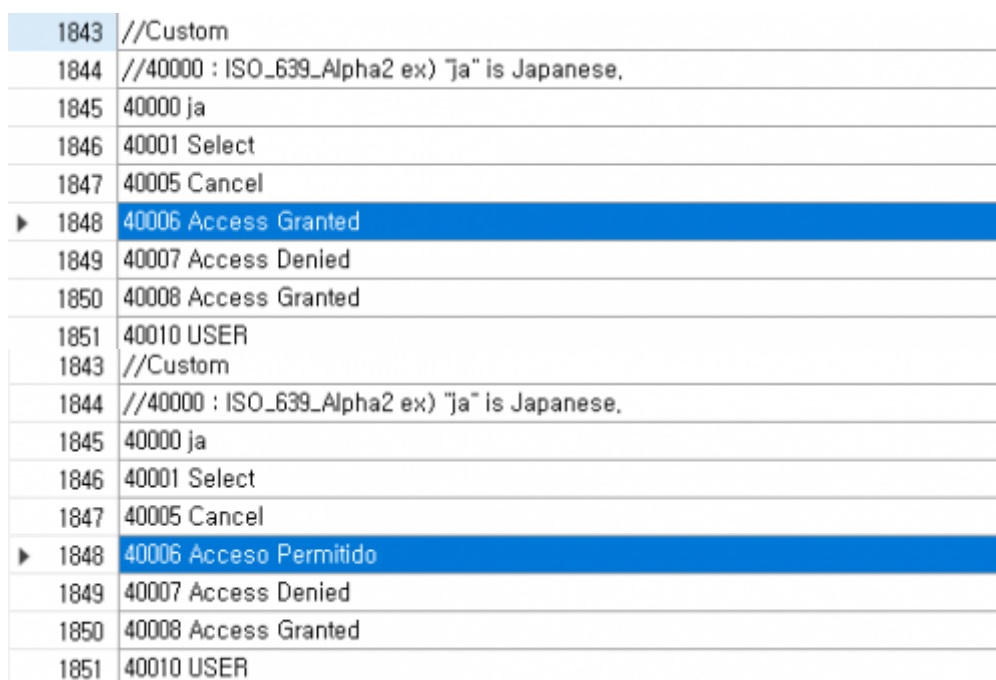 1843 //Custom
1844 //40000 : ISO_639_Alpha2 ex) "ja" is Japanese,
1845 40000 ja
1846 40001 Select
1847 40005 Cancel
1848 40006 Access Granted
1849 40007 Access Denied
1850 40008 Access Granted
1851 40010 USER
1843 //Custom
1844 //40000 : ISO_639_Alpha2 ex) "ja" is Japanese,
1845 40000 ja
1846 40001 Select
1847 40005 Cancel
1848 40006 Acceso Permitido
1849 40007 Access Denied
1850 40008 Access Granted
1851 40010 USER